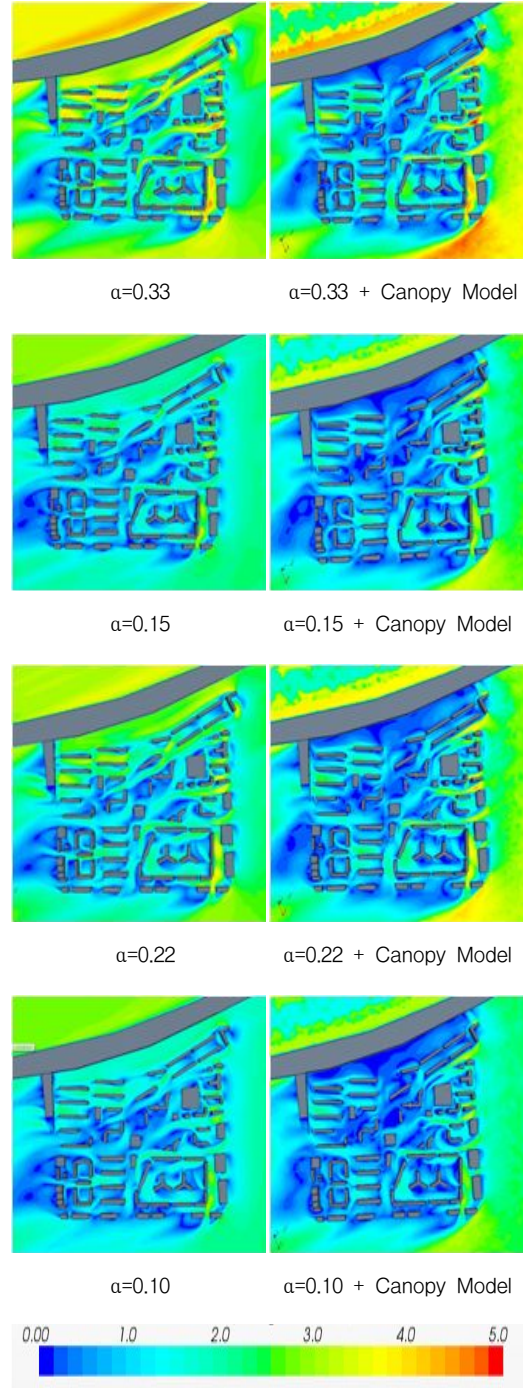 α=0.33 α=0.33 + Canopy Model
α=0.15 α=0.15 + Canopy Model
α=0.22 α=0.22 + Canopy Model
α=0.10 α=0.10 + Canopy Model
0.00 1.0 2.0 3.0 4.0 5.0